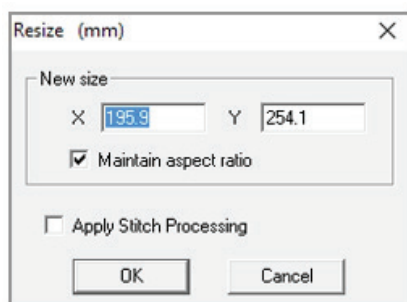 Resize (mm)
New size
X 195.9 Y 254.1
Maintain aspect ratio
Apply Stitch Processing
OK Cancel